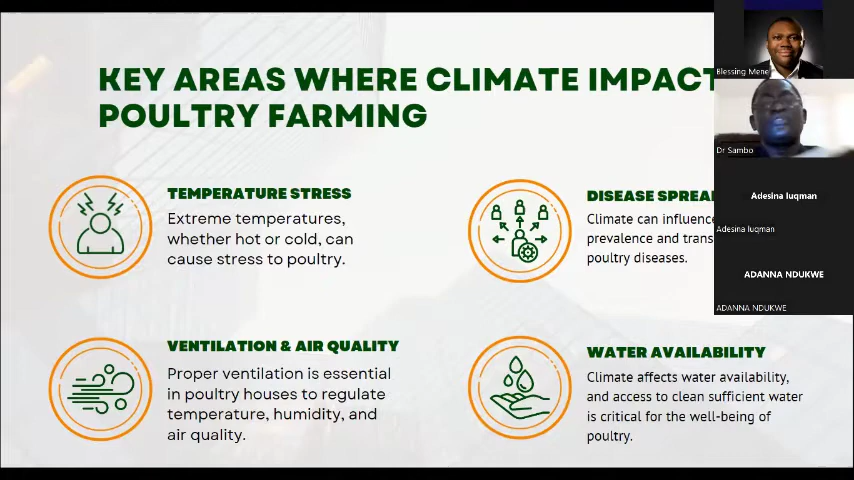 KEY AREAS WHERE CLIMATE IMPACT
POULTRY FARMING
TEMPERATURE STRESS
Extreme temperatures,
whether hot or cold, can
cause stress to poultry.
DISEASE
Climate can influence
prevalence and
poultry diseases.
VENTILATION & AIR QUALITY
Proper ventilation is essential
in poultry houses to regulate
temperature, humidity, and
air quality.
WATER AVAILABILITY
Climate affects water availability,
and access to clean sufficient water
is critical for the well-being of
poultry.
Blessing Mene
Dr Sambo
Adesina luqman
Adesina luqman
ADANNA NDUKWE
ADANNA NDUKWE